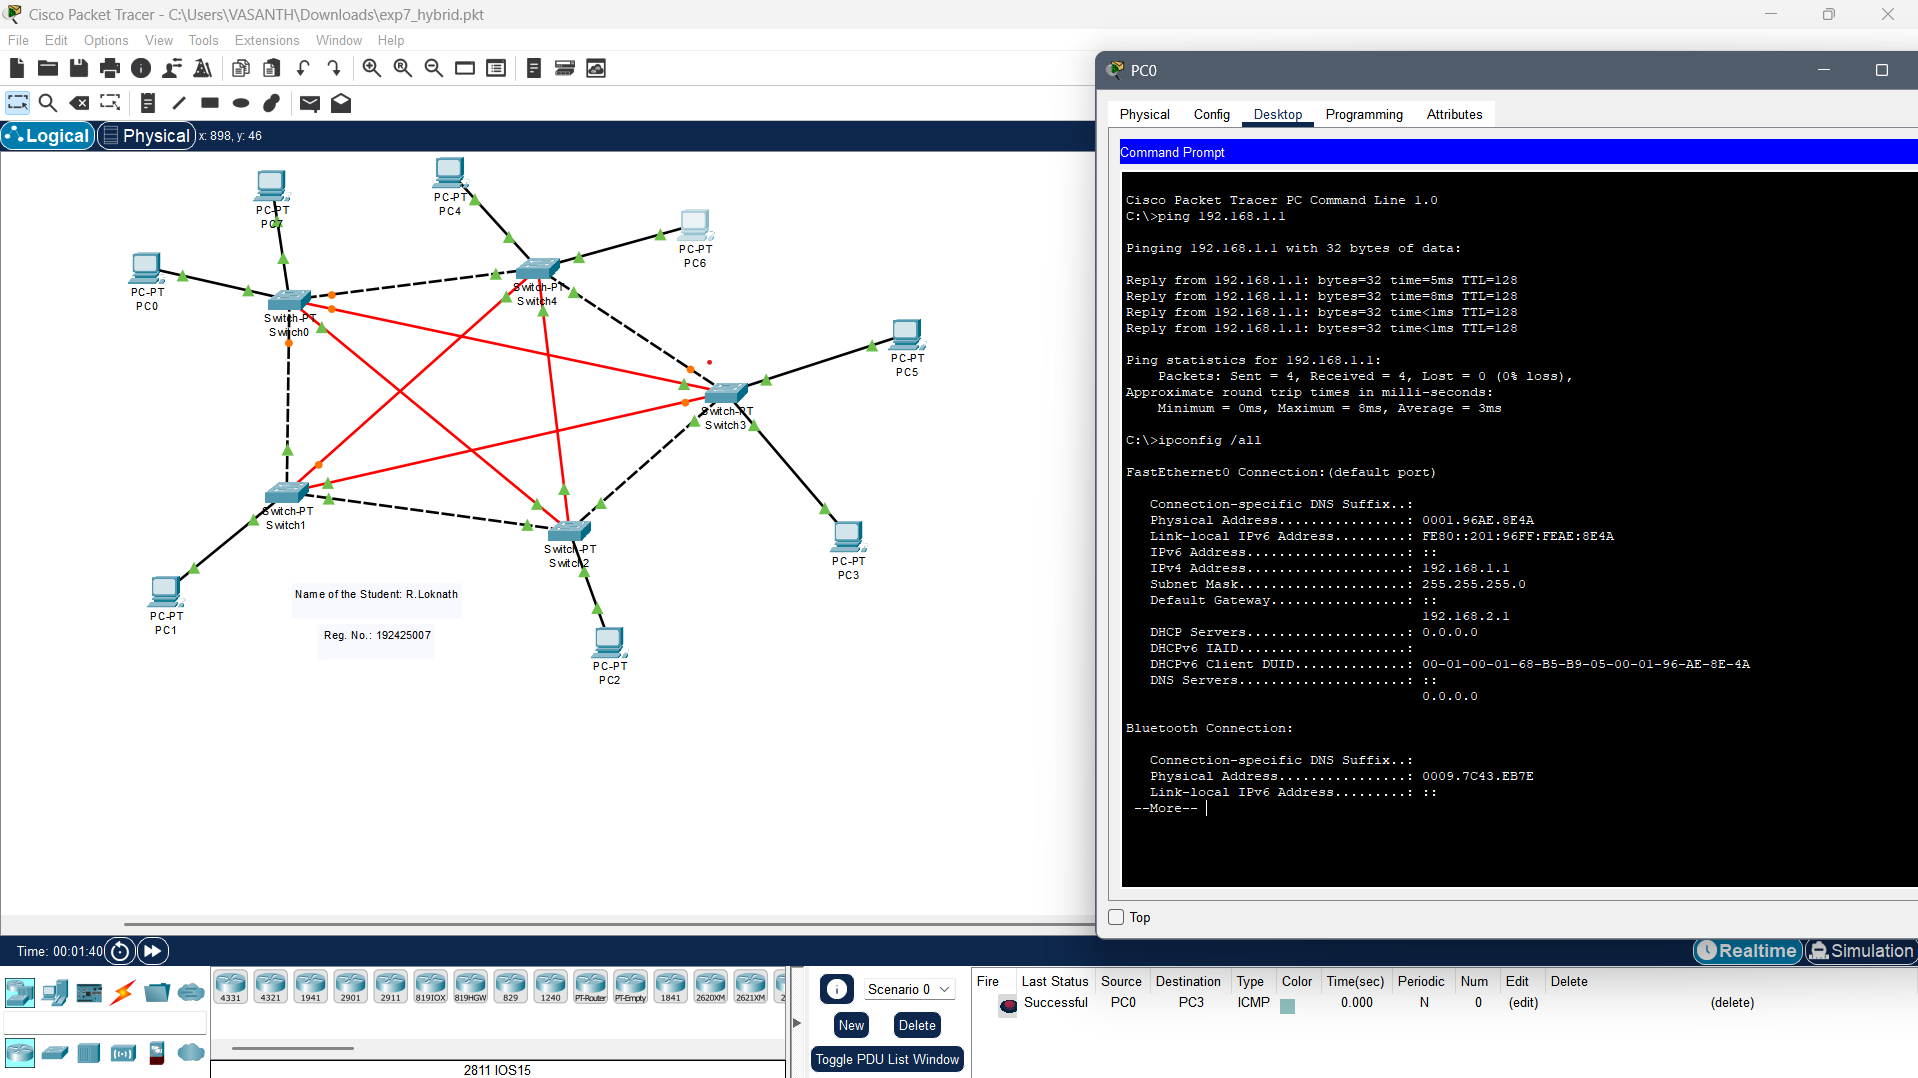 Cisco Packet Tracer - C:\Users\VASANTH\Downloads\exp7_hybrid.pkt
File Edit Options View Tools Extensions Window Help
Logical Physical x: 898, y: 46
PC-PT
PC7
PC-PT
PC4
PC-PT
PC6
PC-PT
PC0
Switch-PT
Switch4
Switch-PT
Switch0
PC-PT
PC5
Switch-PT
Switch3
Switch-PT
Switch1
Switch-PT
Switch2
PC-PT
PC3
PC-PT
PC1
Name of the Student: R.Loknath
Reg. No.: 192425007
PC-PT
PC2
PC0
Physical Config Desktop Programming Attributes
Command Prompt
Cisco Packet Tracer PC Command Line 1.0
C:\>ping 192.168.1.1
Pinging 192.168.1.1 with 32 bytes of data:
Reply from 192.168.1.1: bytes=32 time=5ms TTL=128
Reply from 192.168.1.1: bytes=32 time=8ms TTL=128
Reply from 192.168.1.1: bytes=32 time<1ms TTL=128
Reply from 192.168.1.1: bytes=32 time<1ms TTL=128
Ping statistics for 192.168.1.1:
Packets: Sent = 4, Received = 4, Lost = 0 (0% loss),
Approximate round trip times in milli-seconds:
Minimum = 0ms, Maximum = 8ms, Average = 3ms
C:\>ipconfig /all
FastEthernet0 Connection:(default port)
Connection-specific DNS Suffix..:
Physical Address................: 0001.96AE.8E4A
Link-local IPv6 Address.........: FE80::201:96FF:FEAE:8E4A
IPv6 Address....................: ::
IPv4 Address....................: 192.168.1.1
Subnet Mask.....................: 255.255.255.0
Default Gateway.................: ::
192.168.2.1
DHCP Servers....................: 0.0.0.0
DHCPv6 IAID.....................:
DHCPv6 Client DUID..............: 00-01-00-01-68-B5-B9-05-00-01-96-AE-8E-4A
DNS Servers.....................: ::
0.0.0.0
Bluetooth Connection:
Connection-specific DNS Suffix..:
Physical Address................: 0009.7C43.EB7E
Link-local IPv6 Address.........: ::
--More--
Top
Time: 00:01:40
Realtime Simulation
4331 4321 1941 2901 2911 819IOX 819HGW 829 1240 PT-Router PT-Empty 1841 2620XM 2621XM 2
2811 IOS15
Scenario 0
New Delete
Toggle PDU List Window
Fire Last Status Source Destination Type Color Time(sec) Periodic Num Edit Delete
Successful PC0 PC3 ICMP 0.000 N 0 (edit) (delete)